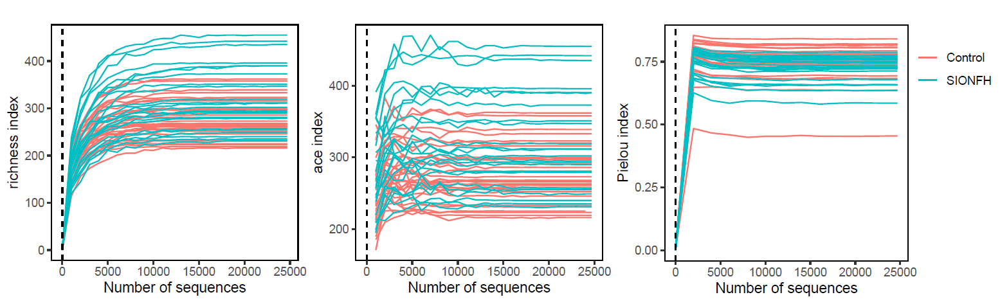 richness index
400
300
200
100
0
0 5000 10000 15000 20000 25000
Number of sequences
ace index
400
300
200
0 5000 10000 15000 20000 25000
Number of sequences
Pielou index
0.75
0.50
0.25
0.00
0 5000 10000 15000 20000 25000
Number of sequences
Control
SIONFH